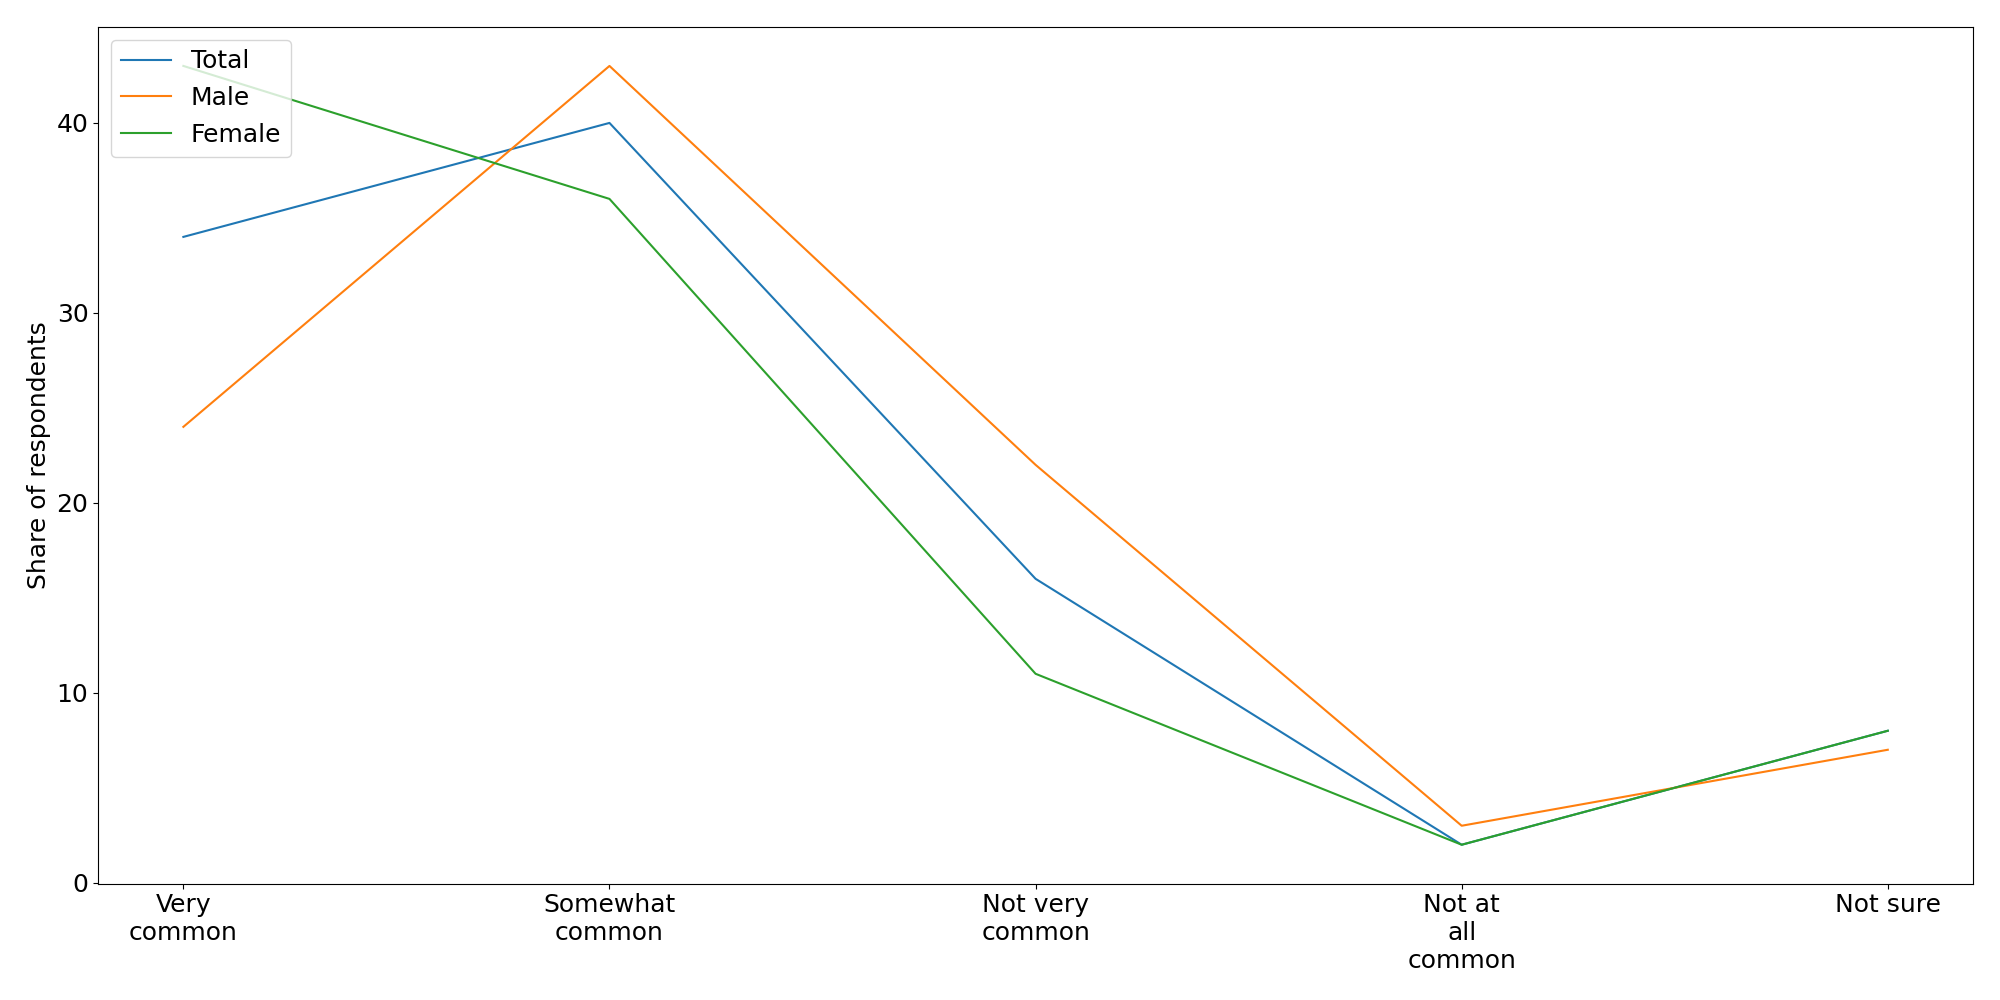 Total
Male
Female
Share of respondents
40
30
20
10
0
Very
common
Somewhat
common
Not very
common
Not at
all
common
Not sure